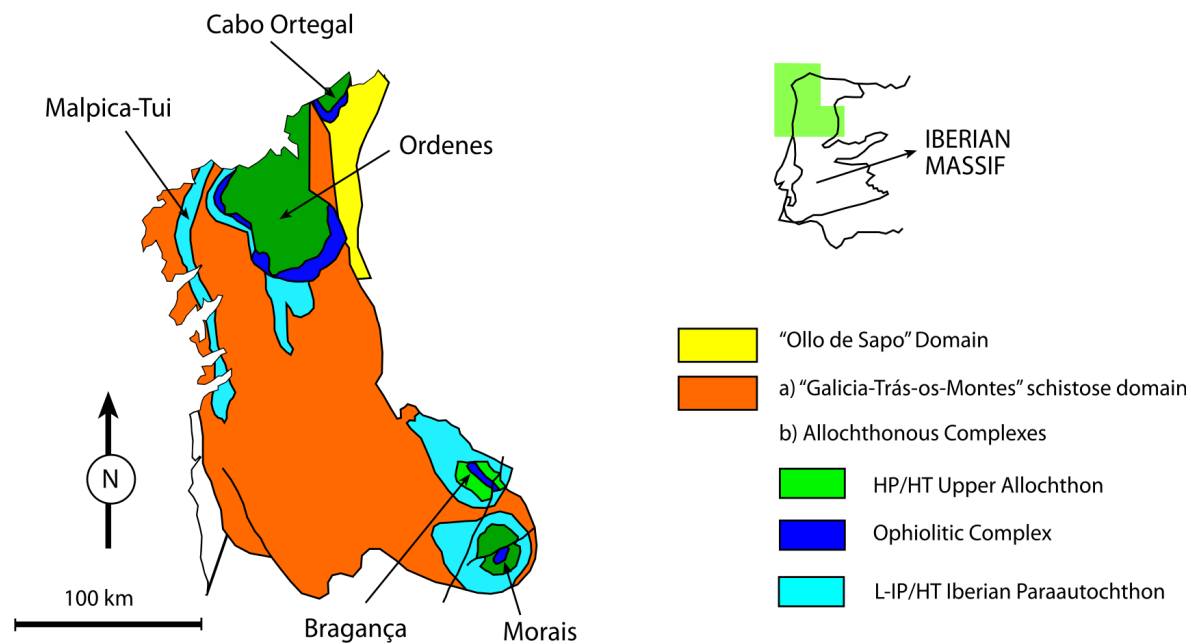 Cabo Ortegal
Malpica-Tui
Ordenes
IBERIAN
MASSIF
“Ollo de Sapo” Domain
a) “Galicia-Trás-os-Montes” schistose domain
b) Allochthonous Complexes
HP/HT Upper Allochthon
Ophiolitic Complex
L-IP/HT Iberian Paraautochthon
N
100 km
Bragança
Morais